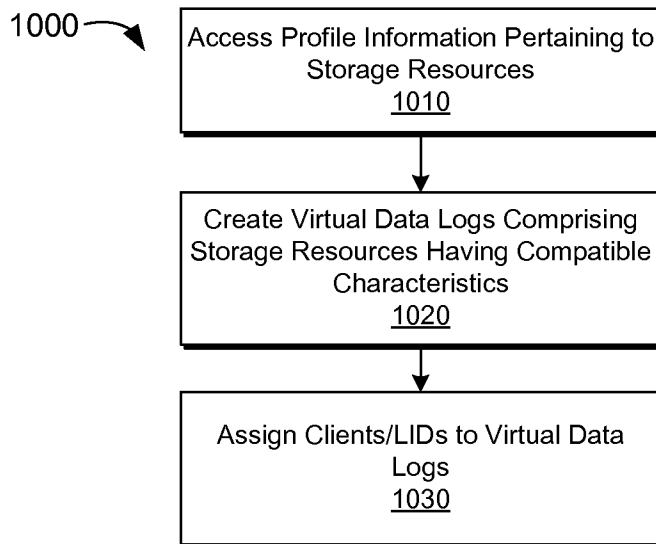 1000
Access Profile Information Pertaining to
Storage Resources
1010
Create Virtual Data Logs Comprising
Storage Resources Having Compatible
Characteristics
1020
Assign Clients/LIDs to Virtual Data
Logs
1030